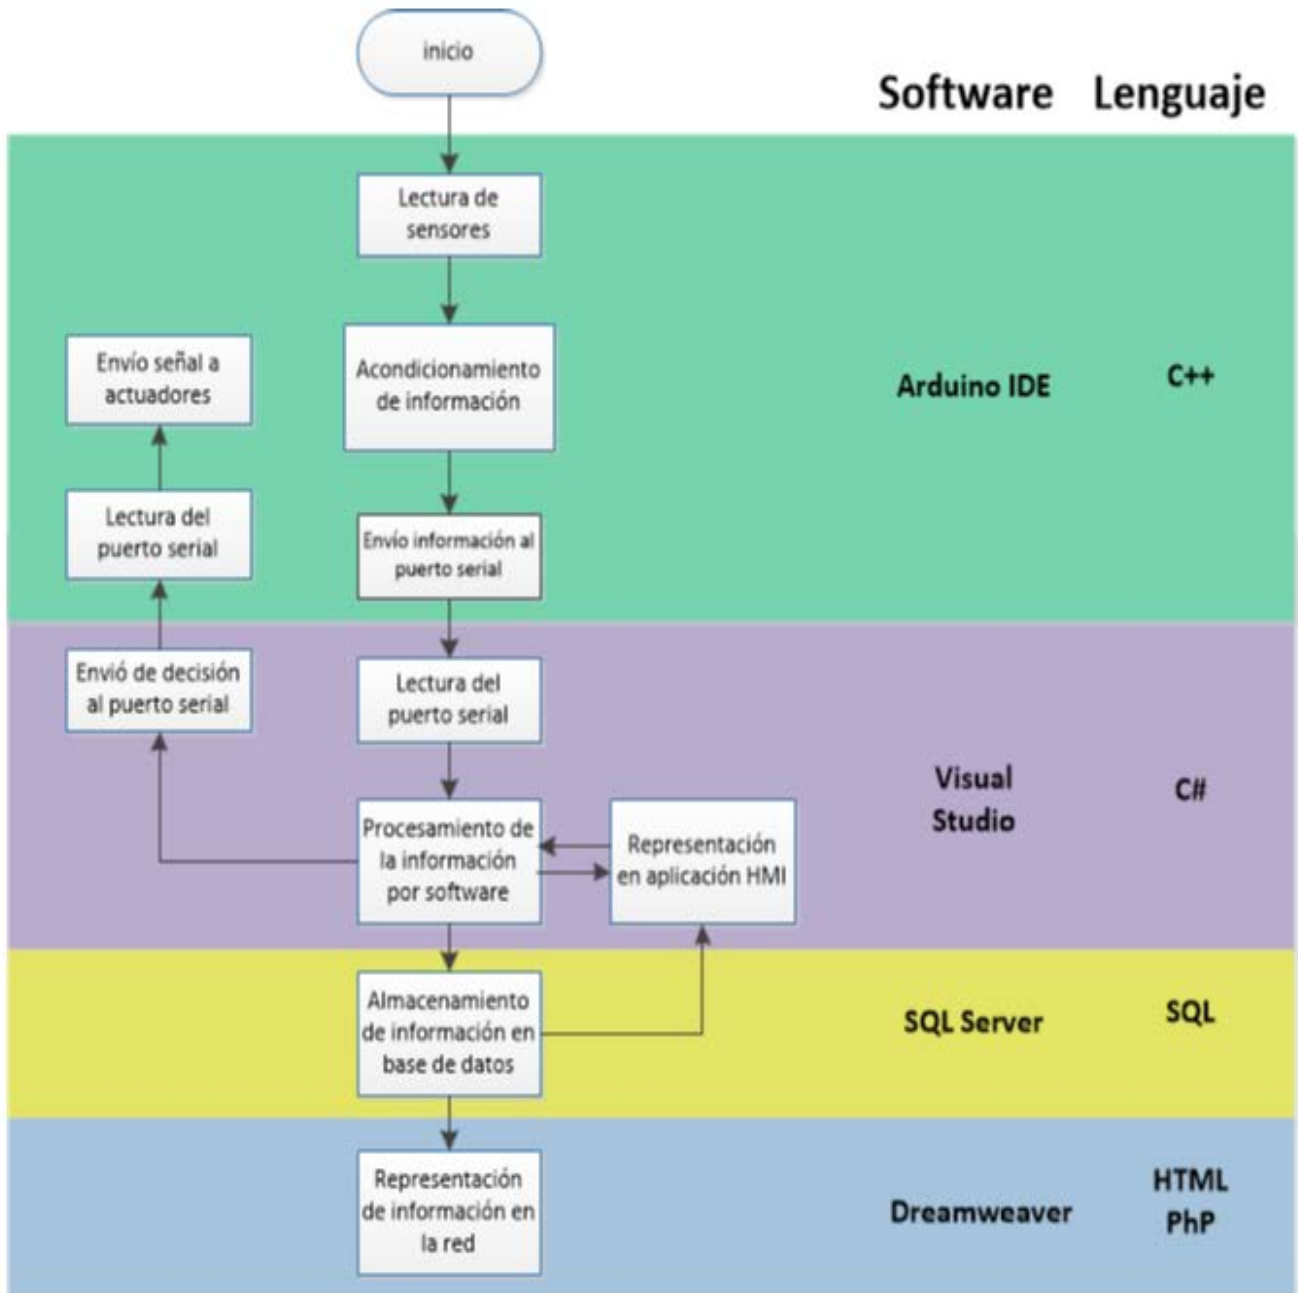 inicio
Software Lenguaje
Lectura de
sensores
Acondicionamiento
de información
Envío señal a
actuadores
Arduino IDE
C++
Lectura del
puerto serial
Envío información al
puerto serial
Envió de decisión
al puerto serial
Lectura del
puerto serial
Procesamiento de
la información
por software
Representación
en aplicación HMI
Visual
Studio
C#
Almacenamiento
de información en
base de datos
SQL Server
SQL
Representación
de información en
la red
Dreamweaver
HTML
PhP